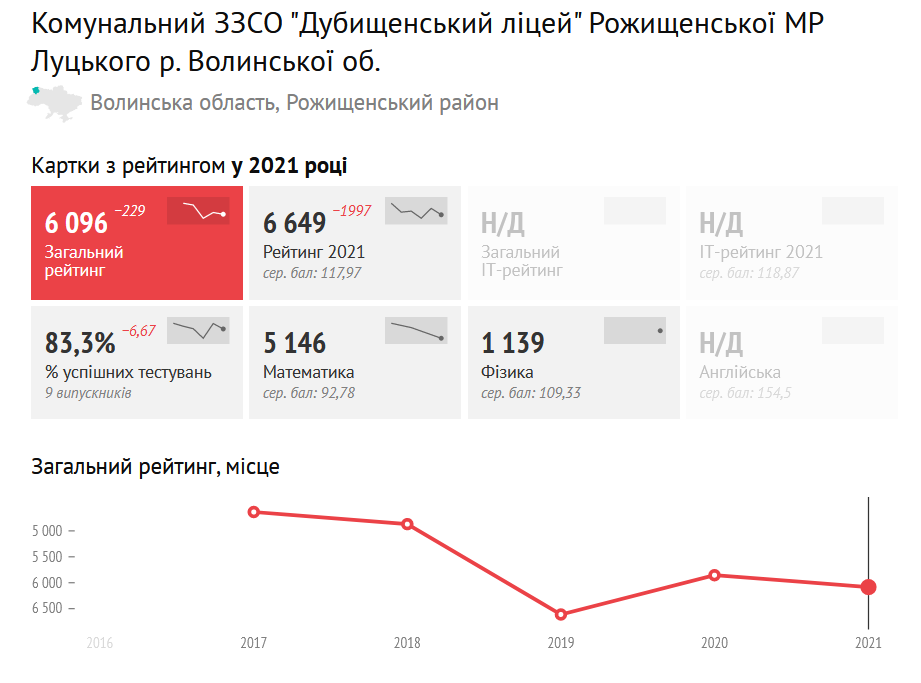 Комунальний ЗЗСО "Дубищенський ліцей" Рожищенської МР
Луцького р. Волинської об.
Волинська область, Рожищенський район
Картки з рейтингом у 2021 році
6 096 −229
Загальний
рейтинг
6 649 −1997
Рейтинг 2021
сер. бал: 117,97
Н/Д
Загальний
ІТ-рейтинг
Н/Д
ІТ-рейтинг 2021
сер. бал: 118,87
83,3% −6,67
% успішних тестувань
9 випускників
5 146
Математика
сер. бал: 92,78
1 139
Фізика
сер. бал: 109,33
Н/Д
Англійська
сер. бал: 154,5
Загальний рейтинг, місце
5 000
5 500
6 000
6 500
2016 2017 2018 2019 2020 2021